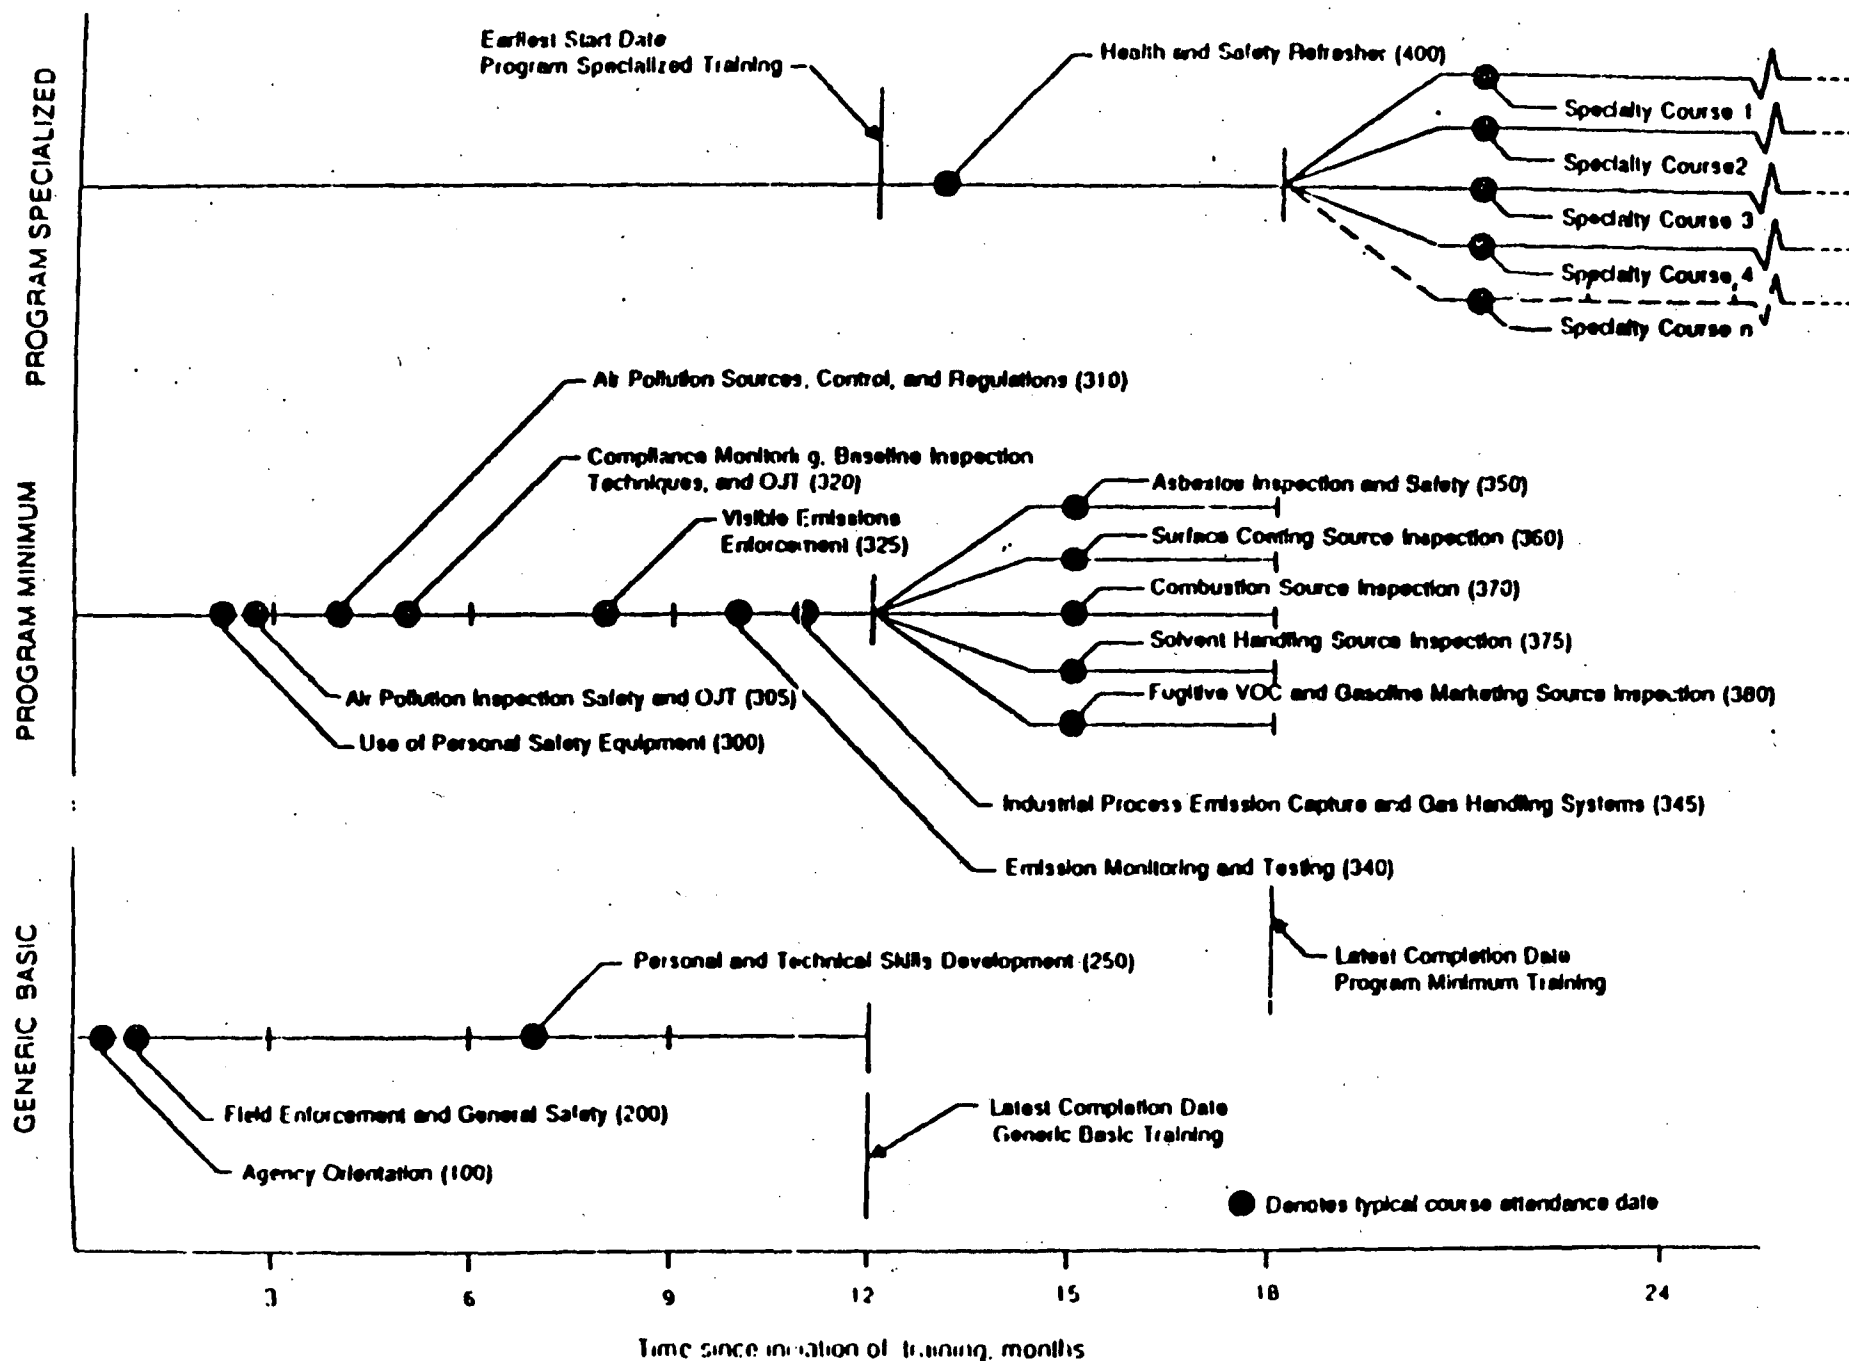 PROGRAM SPECIALIZED
Earliest Start Date
Program Specialized Training
Health and Safety Refresher (400)
Specialty Course 1
Specialty Course2
Specialty Course 3
Specialty Course 4
Specialty Course n
PROGRAM MINIMUM
Air Pollution Sources, Control, and Regulations (310)
Compliance Monitori g, Baseline Inspection
Techniques, and OJT (320)
Visible Emissions
Enforcement (325)
Asbestos Inspection and Safety (350)
Surface Coating Source Inspection (360)
Combustion Source Inspection (370)
Solvent Handling Source Inspection (375)
Fugitive VOC and Gasoline Marketing Source Inspection (380)
Air Pollution Inspection Safety and OJT (305)
Use of Personal Safety Equipment (300)
Industrial Process Emission Capture and Gas Handling Systems (345)
Emission Monitoring and Testing (340)
GENERIC BASIC
Latest Completion Date
Program Minimum Training
Personal and Technical Skills Development (250)
Field Enforcement and General Safety (200)
Agency Orientation (100)
Latest Completion Date
Generic Basic Training
Denotes typical course attendance date
3 6 9 12 15 18 24
Time since initiation of training, months